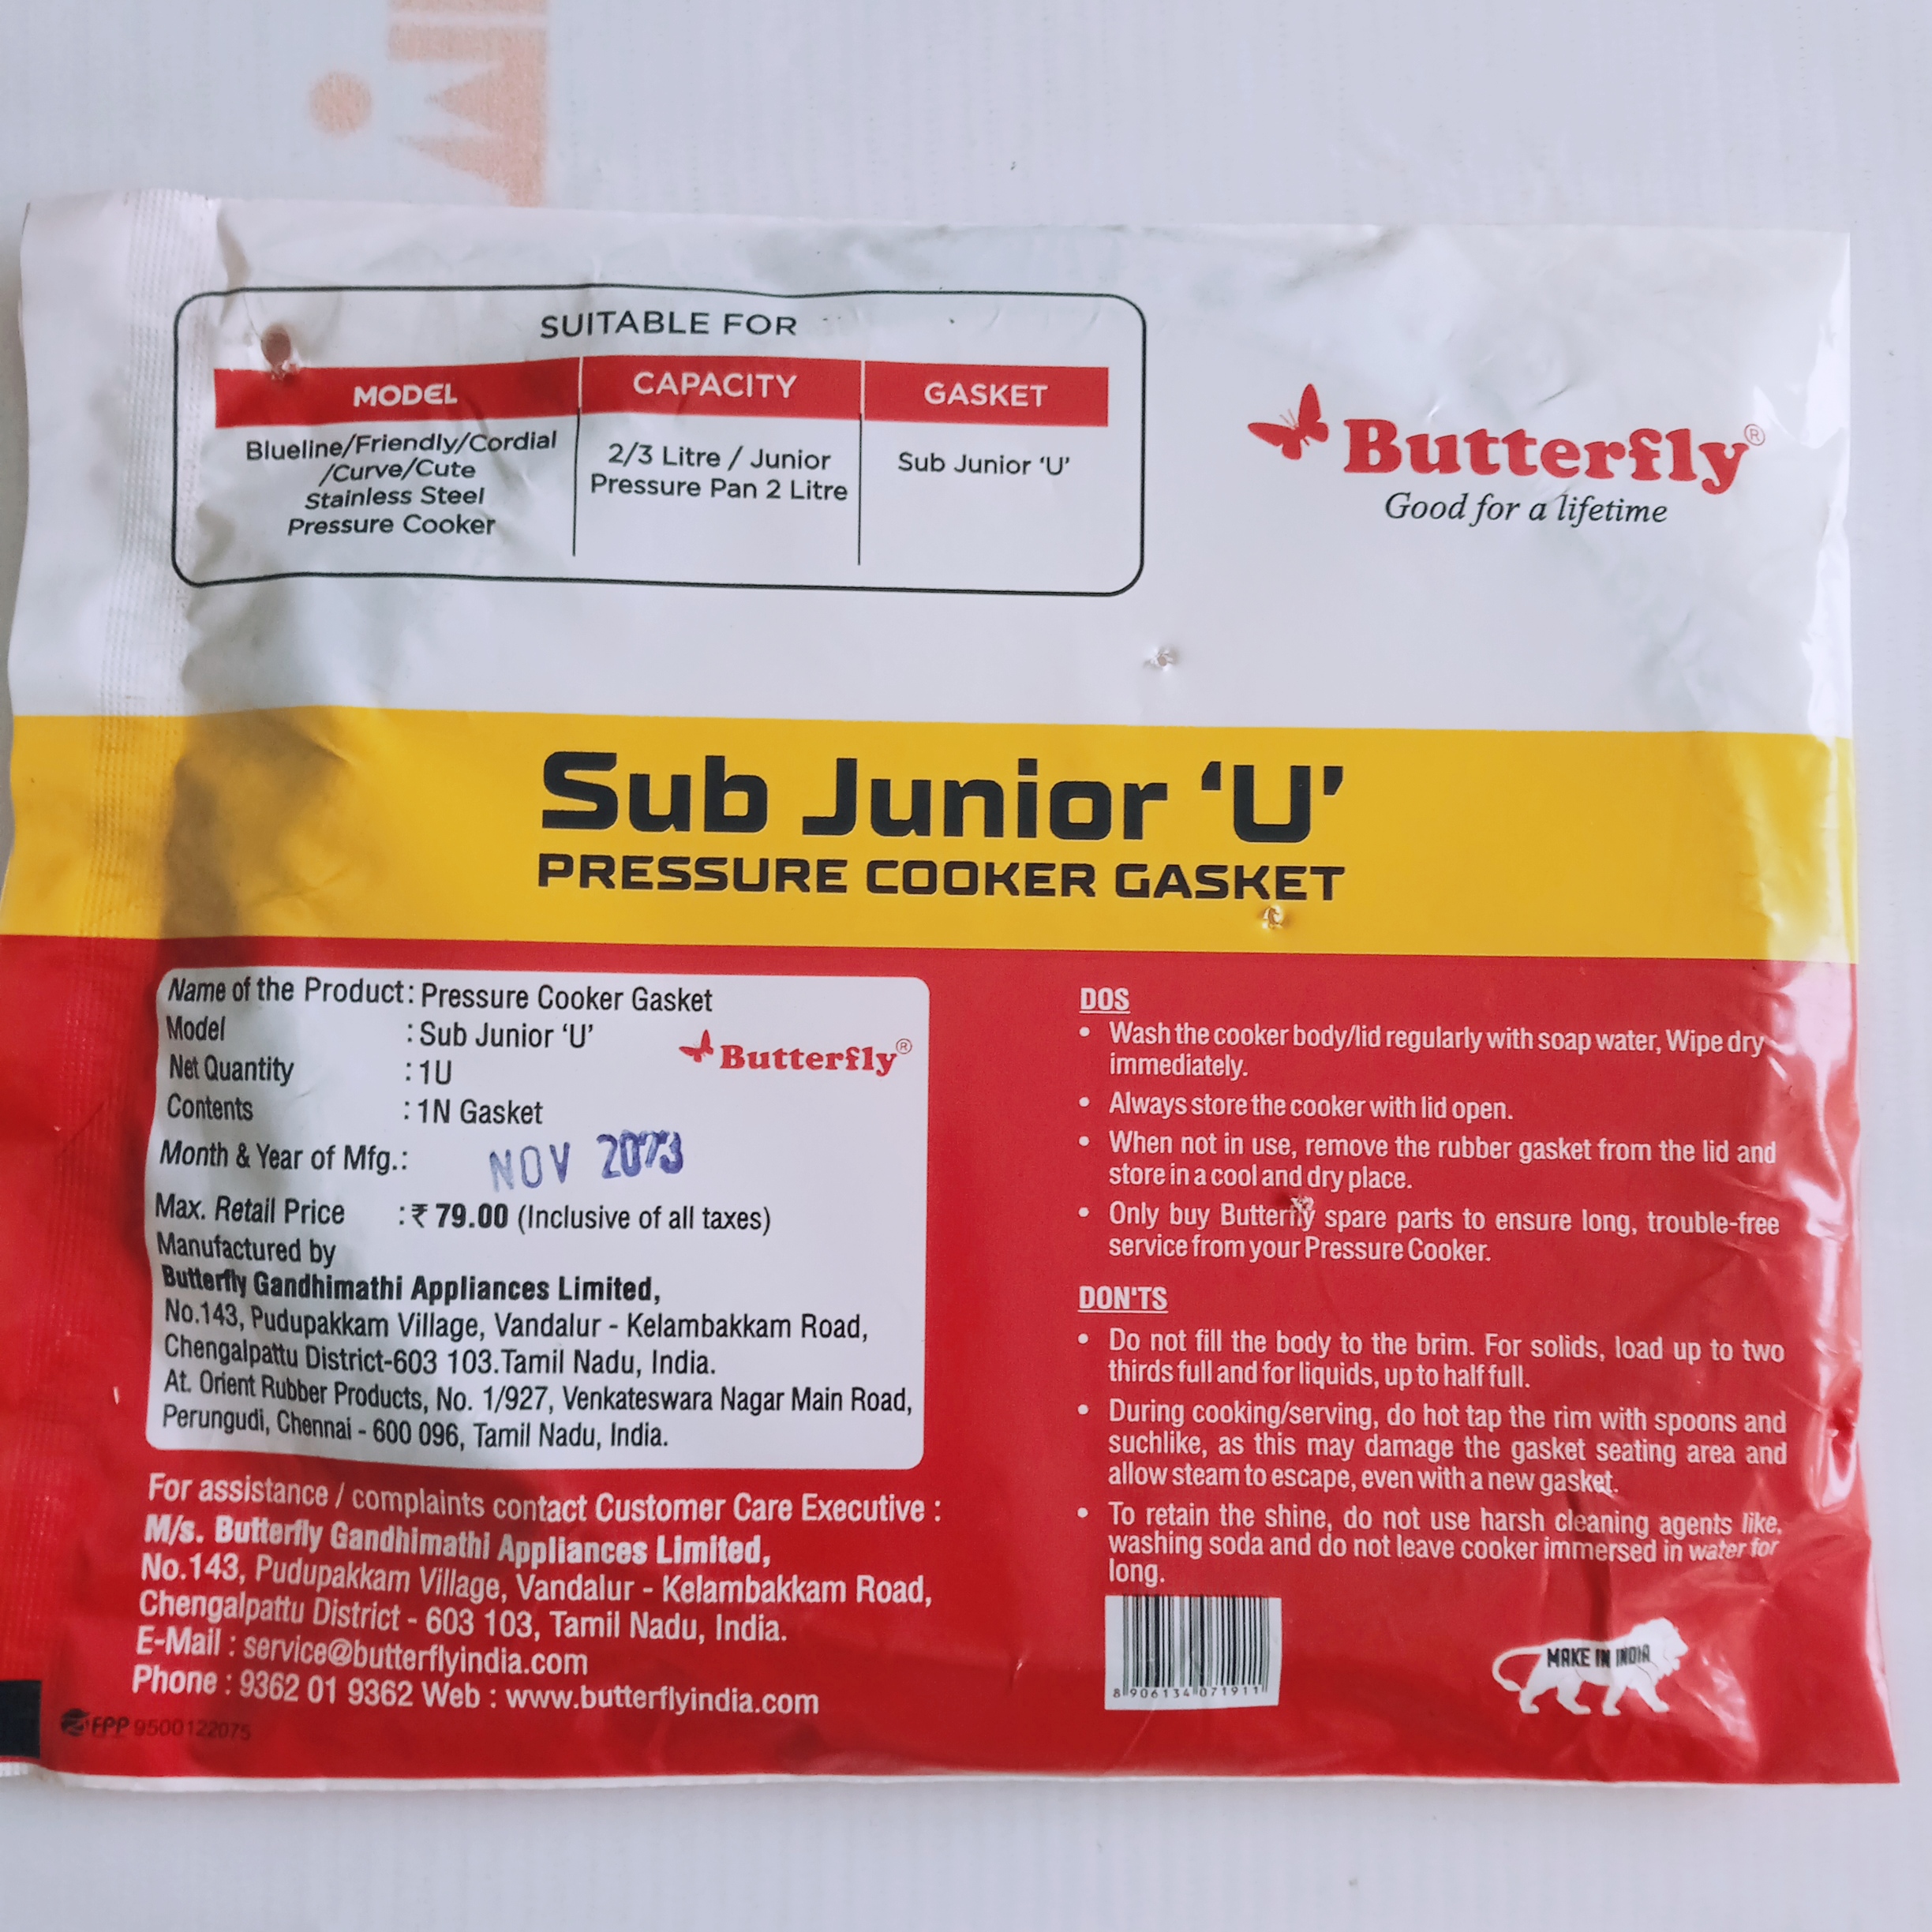 SUITABLE FOR
MODEL CAPACITY GASKET
Blueline/Friendly/Cordial
/Curve/Cute
Stainless Steel
Pressure Cooker
2/3 Litre / Junior
Pressure Pan 2 Litre
Sub Junior ‘U’
Butterfly®
Good for a lifetime
Sub Junior ‘U’
PRESSURE COOKER GASKET
Name of the Product: Pressure Cooker Gasket
Model : Sub Junior ‘U’
Butterfly®
Net Quantity : 1U
Contents : 1N Gasket
Month & Year of Mfg.: NOV
Max. Retail Price : ₹ 79.00 (Inclusive of all taxes)
Manufactured by
Butterfly Gandhimathi Appliances Limited,
No.143, Pudupakkam Village, Vandalur - Kelambakkam Road,
Chengalpattu District-603 103.Tamil Nadu, India.
At. Orient Rubber Products, No. 1/927, Venkateswara Nagar Main Road,
Perungudi, Chennai - 600 096, Tamil Nadu, India.
For assistance / complaints contact Customer Care Executive :
M/s. Butterfly Gandhimathi Appliances Limited,
No.143, Pudupakkam Village, Vandalur - Kelambakkam Road,
Chengalpattu District - 603 103, Tamil Nadu, India.
E-Mail : service@butterflyindia.com
Phone : 9362 01 9362 Web : www.butterflyindia.com
FPP 9500122075
DOS
• Wash the cooker body/lid regularly with soap water, Wipe dry
immediately.
• Always store the cooker with lid open.
• When not in use, remove the rubber gasket from the lid and
store in a cool and dry place.
• Only buy Butterfly spare parts to ensure long, trouble-free
service from your Pressure Cooker.
DON'TS
• Do not fill the body to the brim. For solids, load up to two
thirds full and for liquids, up to half full.
• During cooking/serving, do hot tap the rim with spoons and
suchlike, as this may damage the gasket seating area and
allow steam to escape, even with a new gasket.
• To retain the shine, do not use harsh cleaning agents like,
washing soda and do not leave cooker immersed in water for
long.
8 906134 071911
MAKE IN INDIA